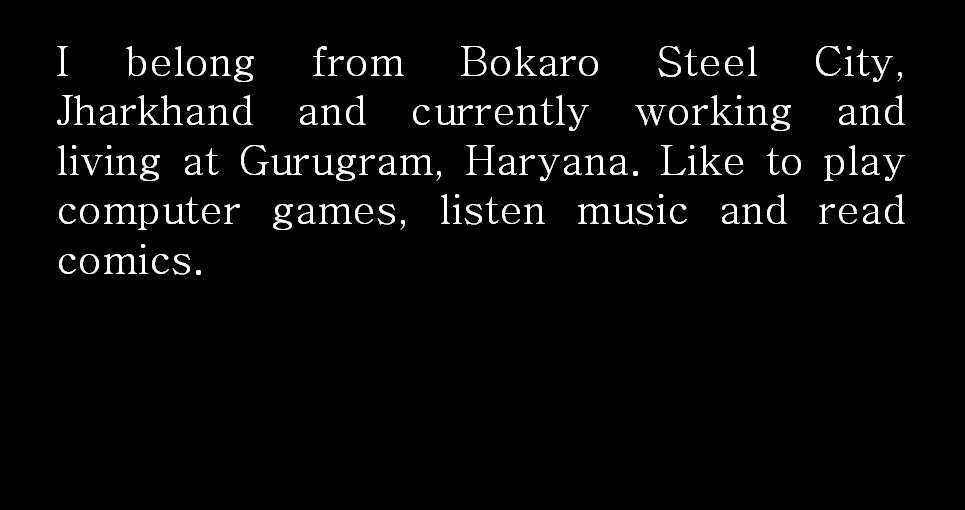 I belong from Bokaro Steel City,
Jharkhand and currently working and
living at Gurugram, Haryana. Like to play
computer games, listen music and read
comics.